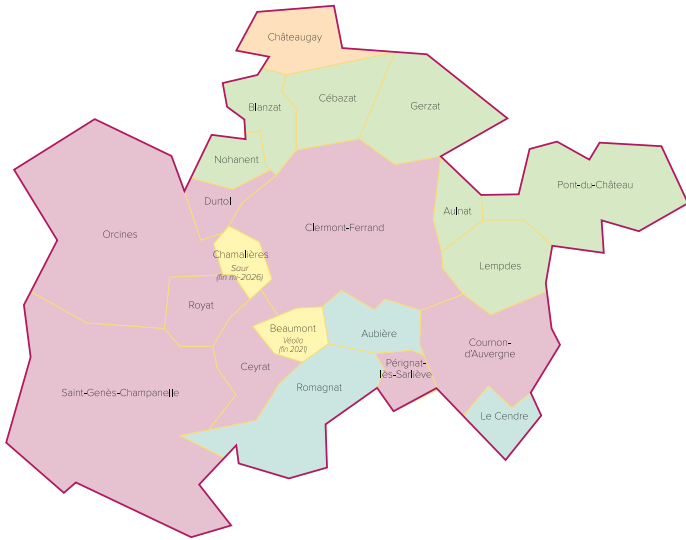 Châteaugay
Blanzat
Cébazat
Gerzat
Nohanent
Durtol
Pont-du-Château
Aulnat
Orcines
Clermont-Ferrand
Chamalières
Saur
(fin mi-2026)
Lempdes
Royat
Beaumont
Véolia
(fin 2021)
Aubière
Cournon-
d'Auvergne
Ceyrat
Pérignat-
lès-Sarliève
Saint-Genès-Champanelle
Romagnat
Le Cendre